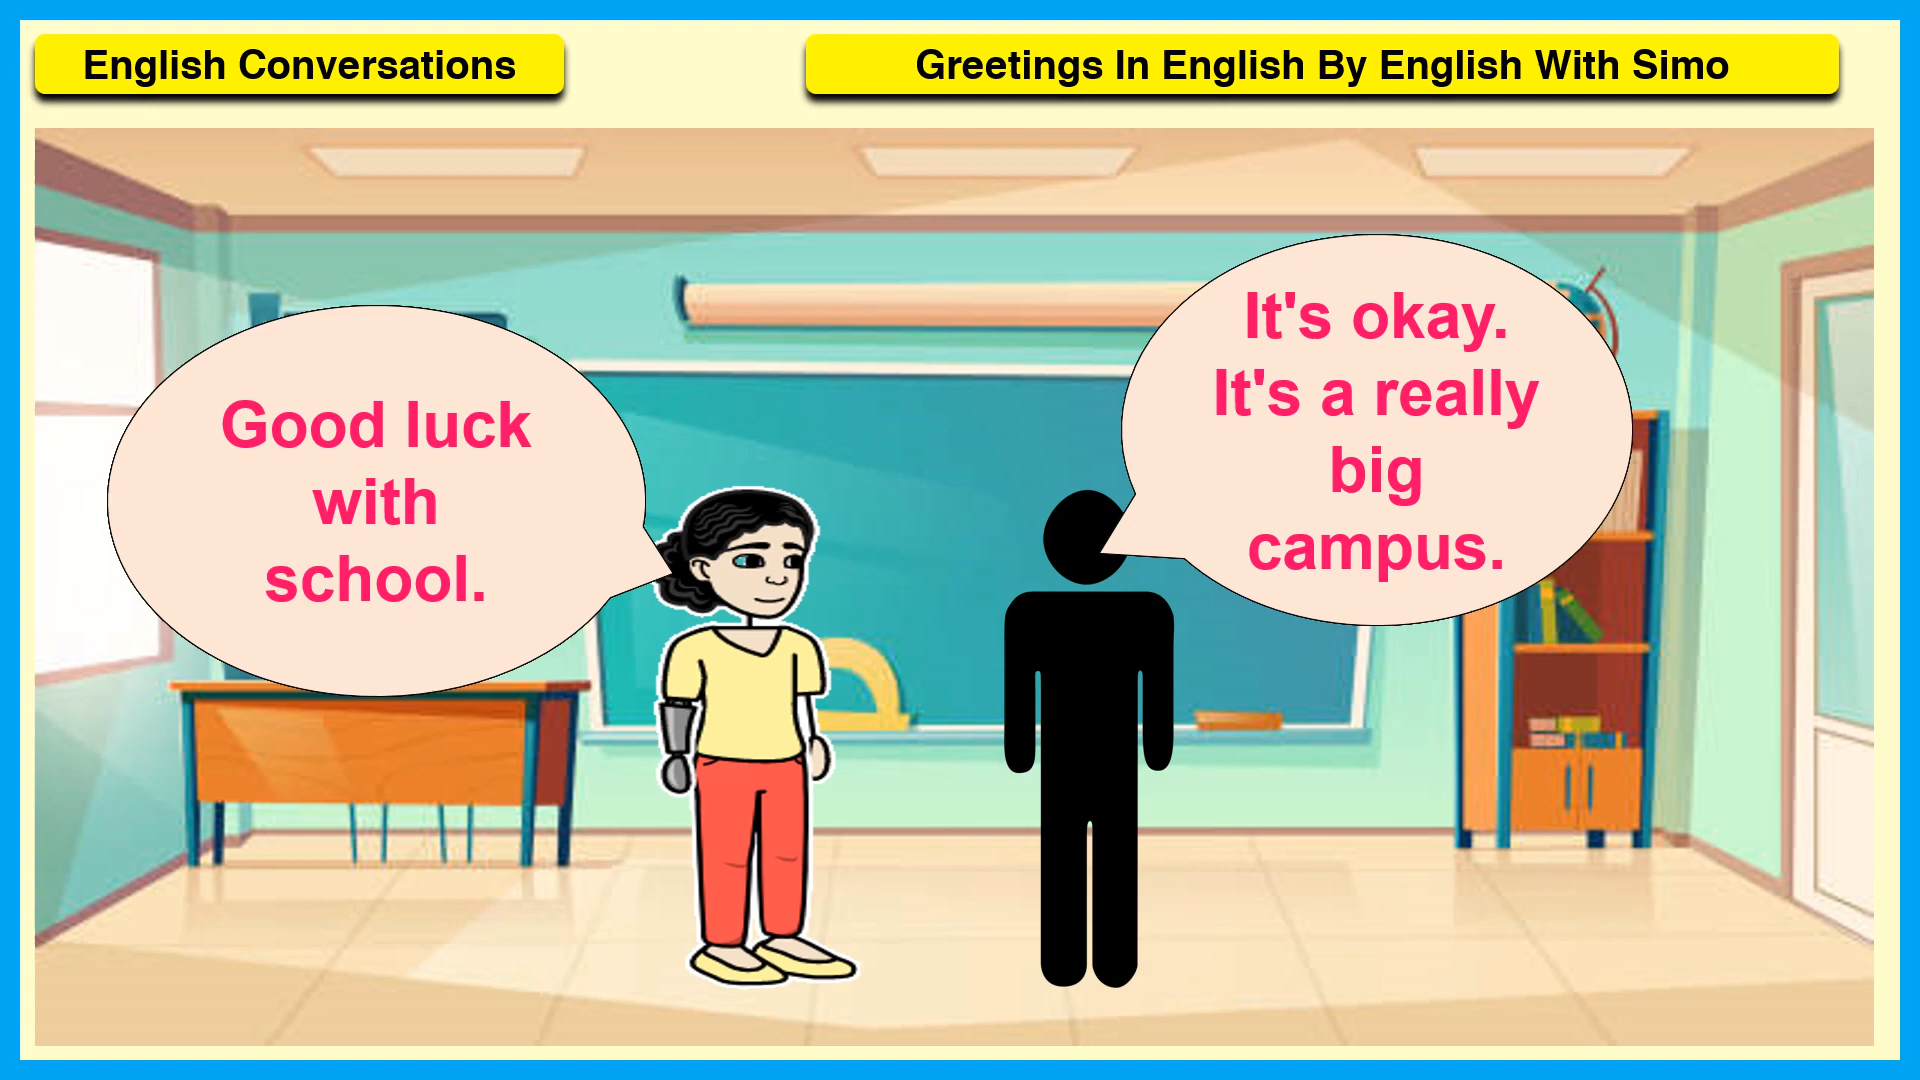 English Conversations
Greetings In English By English With Simo
Good luck
with
school.
It's okay.
It's a really
big
campus.